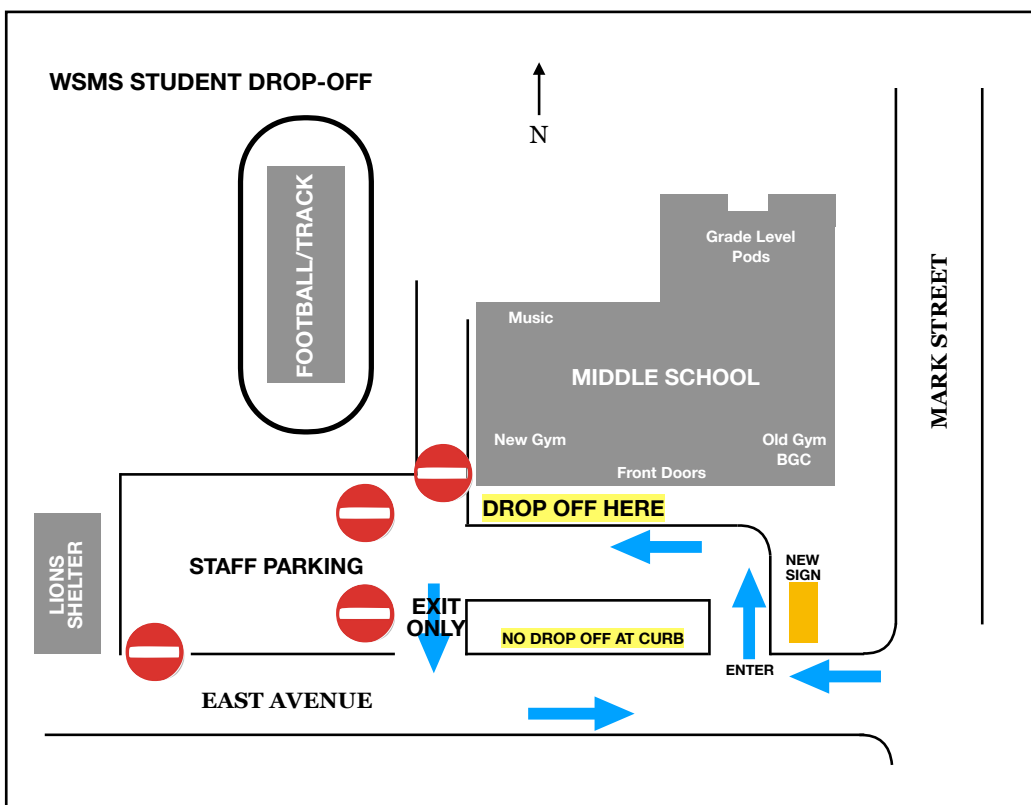 WSMS STUDENT DROP-OFF
N
FOOTBALL/TRACK
Grade Level
Pods
MARK STREET
Music
MIDDLE SCHOOL
New Gym
Old Gym
BGC
Front Doors
DROP OFF HERE
LIONS
SHELTER
STAFF PARKING
NEW
SIGN
EXIT
ONLY
NO DROP OFF AT CURB
ENTER
EAST AVENUE